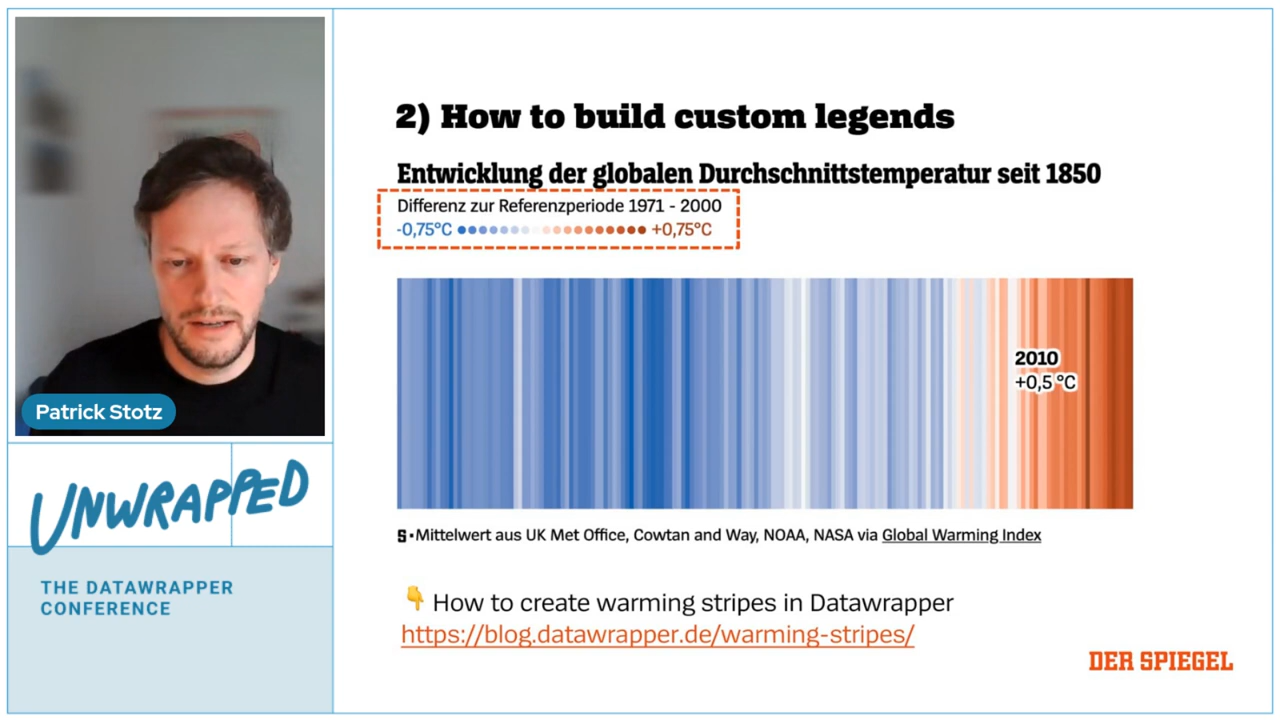 2) How to build custom legends
Entwicklung der globalen Durchschnittstemperatur seit 1850
Differenz zur Referenzperiode 1971 - 2000
-0,75°C +0,75°C
2010
+0,5 °C
S • Mittelwert aus UK Met Office, Cowtan and Way, NOAA, NASA via Global Warming Index
👇 How to create warming stripes in Datawrapper
https://blog.datawrapper.de/warming-stripes/
DER SPIEGEL
Patrick Stotz
UNWRAPPED
THE DATAWRAPPER
CONFERENCE